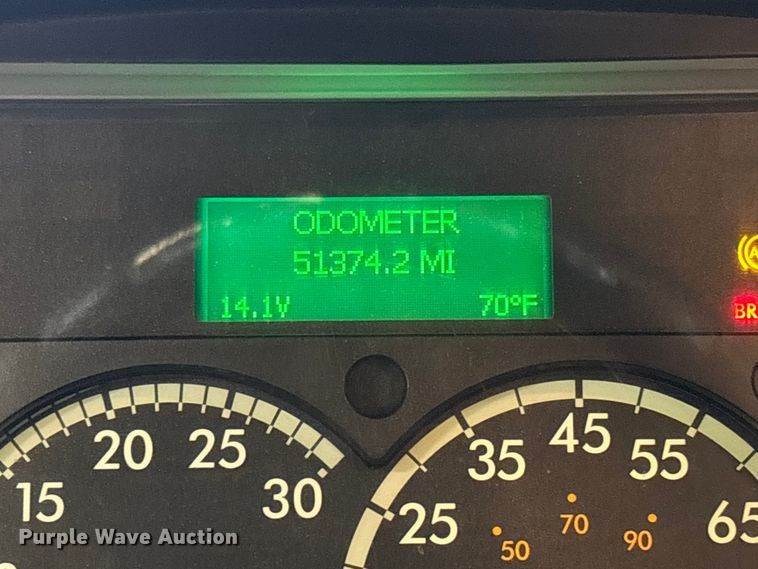 ODOMETER
51374.2 MI
14.1V 70°F
BR
15 20 25 30
25 35 45 55 65
50 70 90
Purple Wave Auction